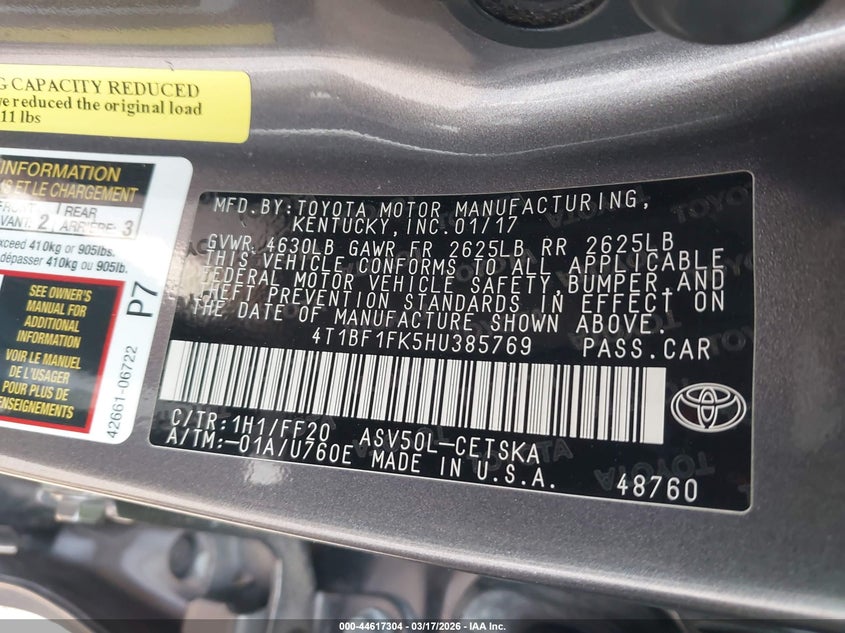 G CAPACITY REDUCED
ve reduced the original load
11 lbs
INFORMATION
S ET LE CHARGEMENT
2
REAR
ARRIÈRE
3
xceed 410kg or 905lbs.
dépasser 410kg ou 905lb.
SEE OWNER'S
MANUAL FOR
ADDITIONAL
INFORMATION
VOIR LE MANUEL
DE L'USAGER
POUR PLUS DE
RENSEIGNEMENTS
P7
42661-06722
MFD.BY:TOYOTA MOTOR MANUFACTURING,
KENTUCKY,INC.01/17
GVWR 4630LB GAWR FR 2625LB RR 2625LB
THIS VEHICLE CONFORMS TO ALL APPLICABLE
FEDERAL MOTOR VEHICLE SAFETY,BUMPER,AND
THEFT PREVENTION STANDARDS IN EFFECT ON
THE DATE OF MANUFACTURE SHOWN ABOVE.
4T1BF1FK5HU385769 PASS.CAR
C/TR:1H1/FF20 ASV50L-CETSKA
A/TM:-01A/U760E MADE IN U.S.A.
48760
000-44617304 - 03/17/2026 - IAA Inc.